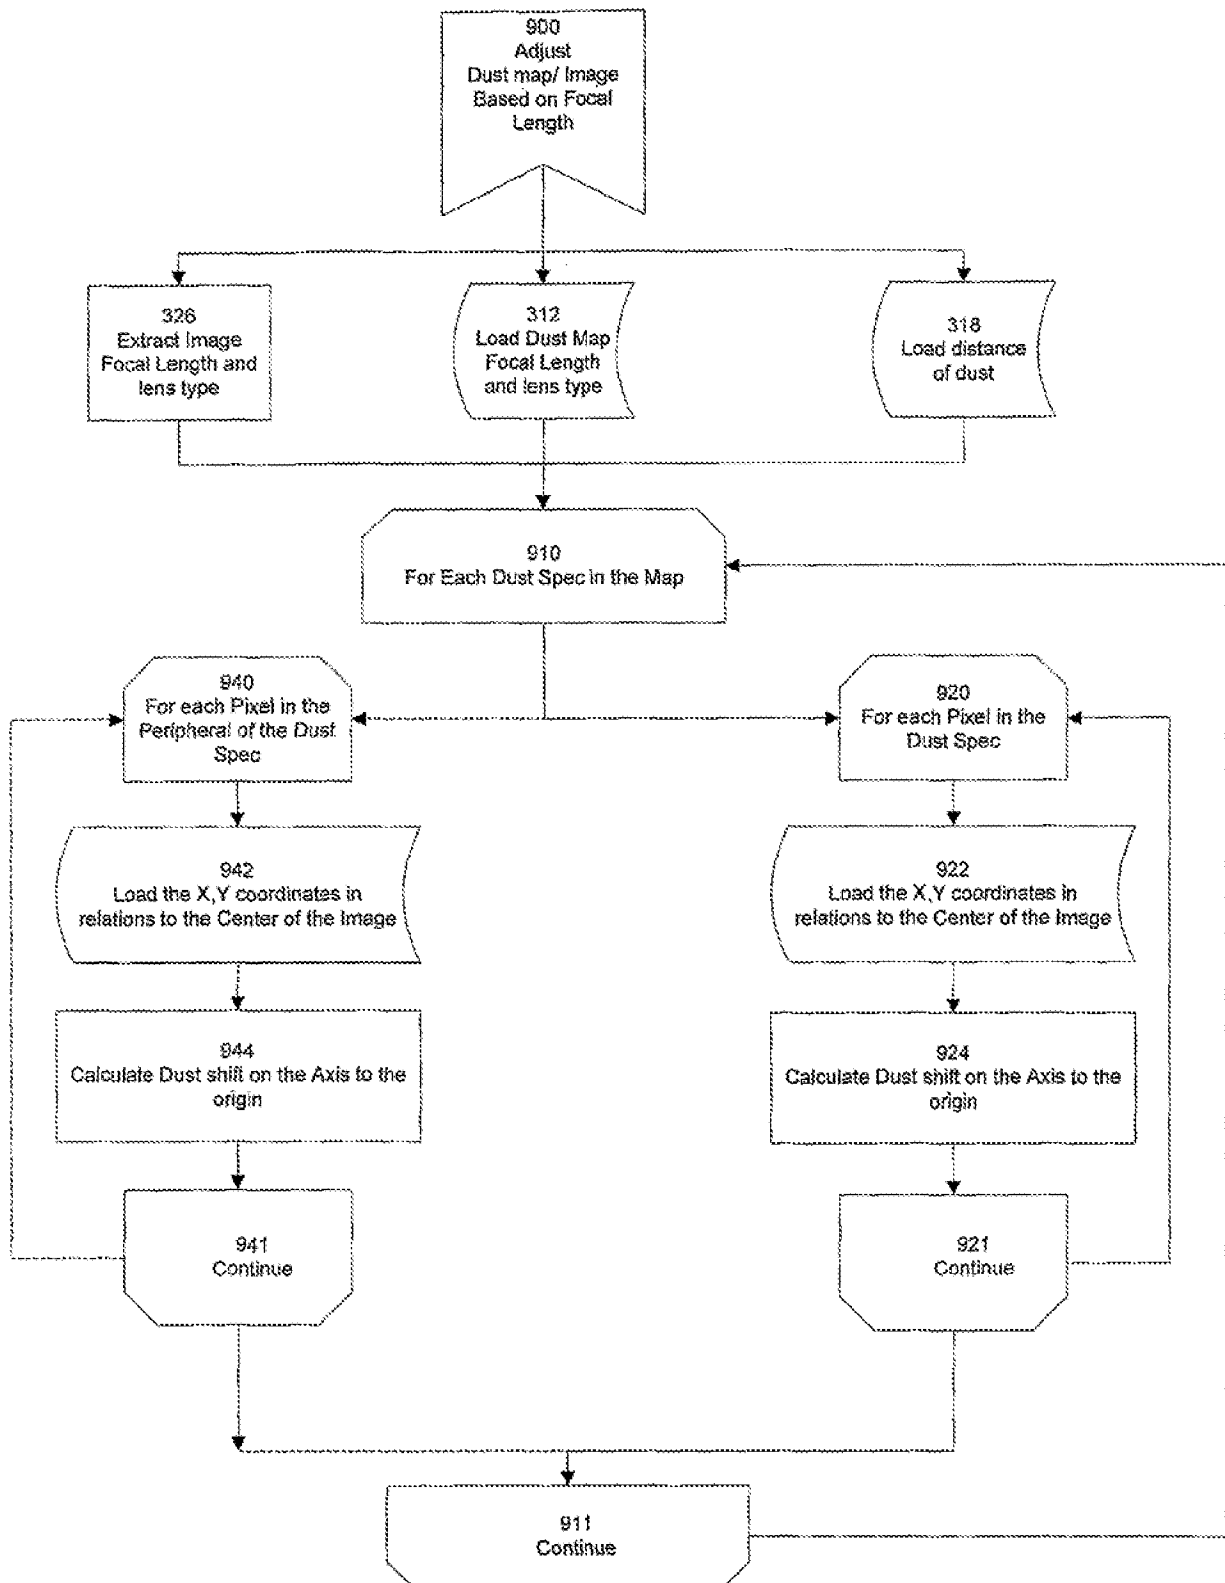 900
Adjust
Dust map/ Image
Based on Focal
Length
326
Extract Image
Focal Length and
lens type
312
Load Dust Map
Focal Length
and lens type
318
Load distance
of dust
910
For Each Dust Spec in the Map
940
For each Pixel in the
Peripheral of the Dust
Spec
920
For each Pixel in the
Dust Spec
942
Load the X,Y coordinates in
relations to the Center of the Image
922
Load the X,Y coordinates in
relations to the Center of the Image
944
Calculate Dust shift on the Axis to the
origin
924
Calculate Dust shift on the Axis to the
origin
941
Continue
921
Continue
911
Continue